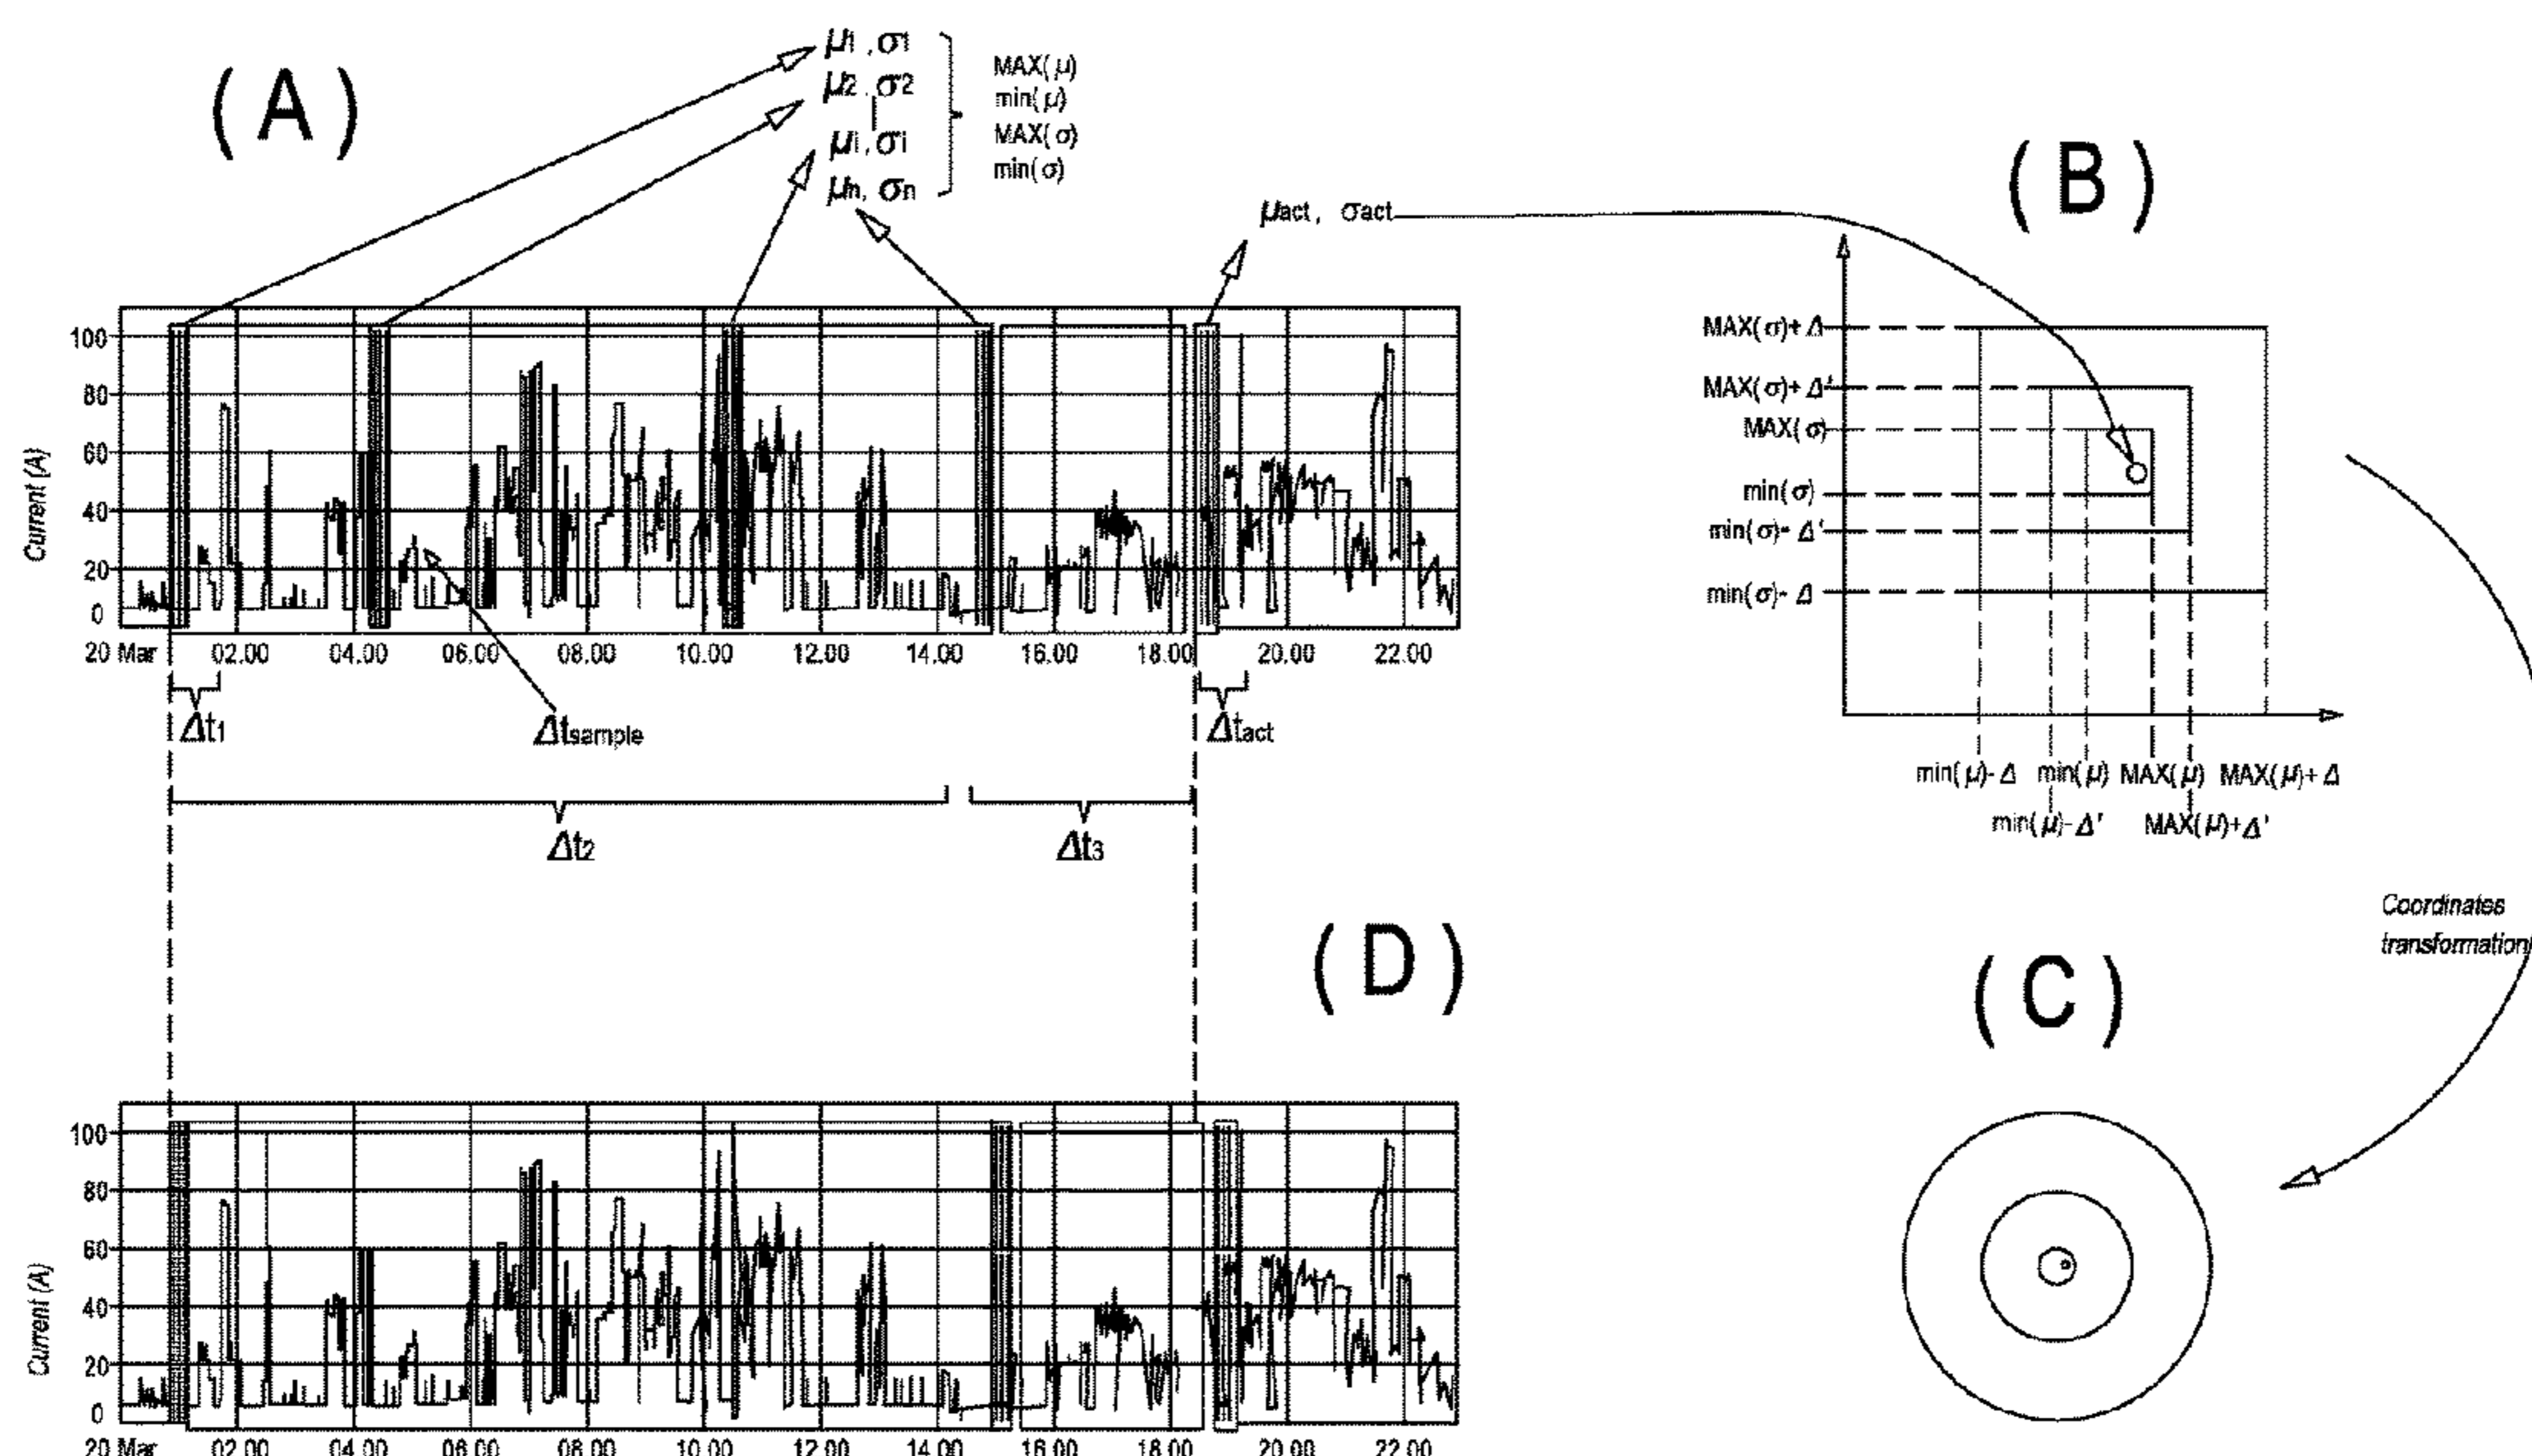 ( A )
μ1 ,σ1
μ2 ,σ2
μi,σi
μn, σn
MAX(μ)
min(μ)
MAX(σ)
min(σ)
μact, σact
Current (A)
100
80
60
40
20
0
20 Mar 02.00 04.00 06.00 08.00 10.00 12.00 14.00 16.00 18.00 20.00 22.00
Δt1
Δtsample
Δtact
Δt2
Δt3
( B )
MAX(σ)+ Δ
MAX(σ)+ Δ'
MAX(σ)
min(σ)
min(σ)- Δ'
min(σ)- Δ
min(μ)- Δ min(μ) MAX(μ) MAX(μ)+ Δ
min(μ)-Δ' MAX(μ)+Δ'
Coordinates
transformation
( C )
( D )
Current (A)
100
80
60
40
20
0
20 Mar 02.00 04.00 06.00 08.00 10.00 12.00 14.00 16.00 18.00 20.00 22.00